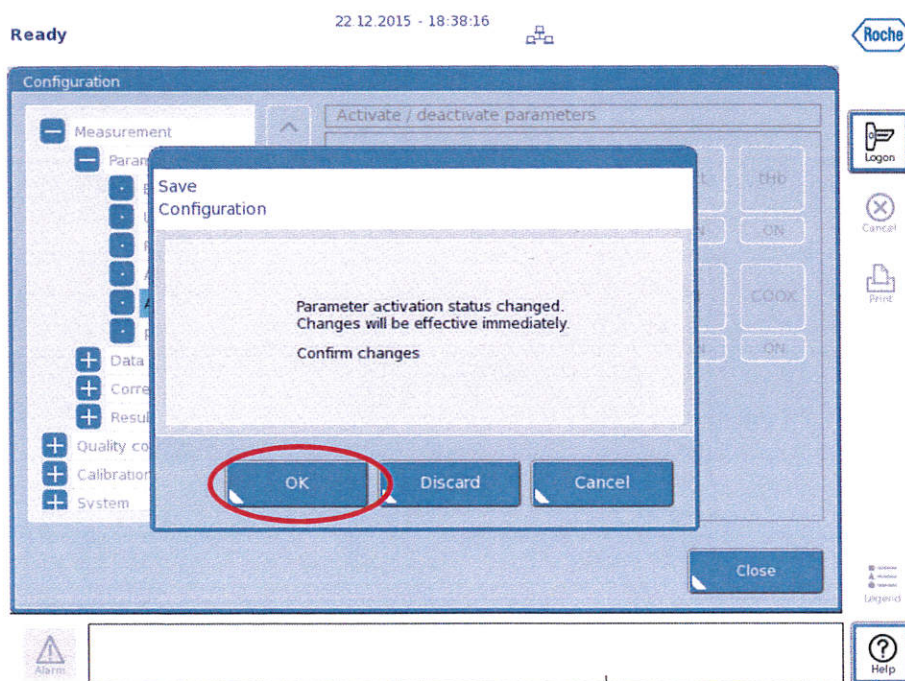 Ready
22 12.2015 - 18:38:16
Roche
Configuration
Measurement
Activate / deactivate parameters
Logon
Param
tHb
Save
Configuration
ON
Cancel
Print
Parameter activation status changed.
Changes will be effective immediately.
COOX
Confirm changes
Data
ON
Corre
Resul
Quality co
Calibration
System
OK
Discard
Cancel
Close
Legend
Alarm
Help